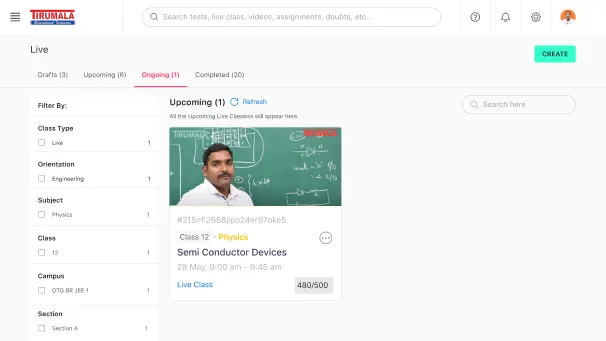 TIRUMALA
Educational Institutions
Search tests, live class, videos, assignments, doubts, etc..
Live
CREATE
Drafts (3)
Upcoming (6)
Ongoing (1)
Completed (20)
Filter By:
Class Type
Live 1
Orientation
Engineering 1
Subject
Physics 1
Class
12 1
Campus
OTG BR JEE 1 1
Section
Section A 1
Upcoming (1)
Refresh
All the Upcoming Live Classess will appear here.
Search here
TIRUMALA
TIRUMALA
#215nfi2658jipo24er87oke5
Class 12 · Physics
Semi Conductor Devices
28 May, 9:00 am - 9:45 am
Live Class
480/500